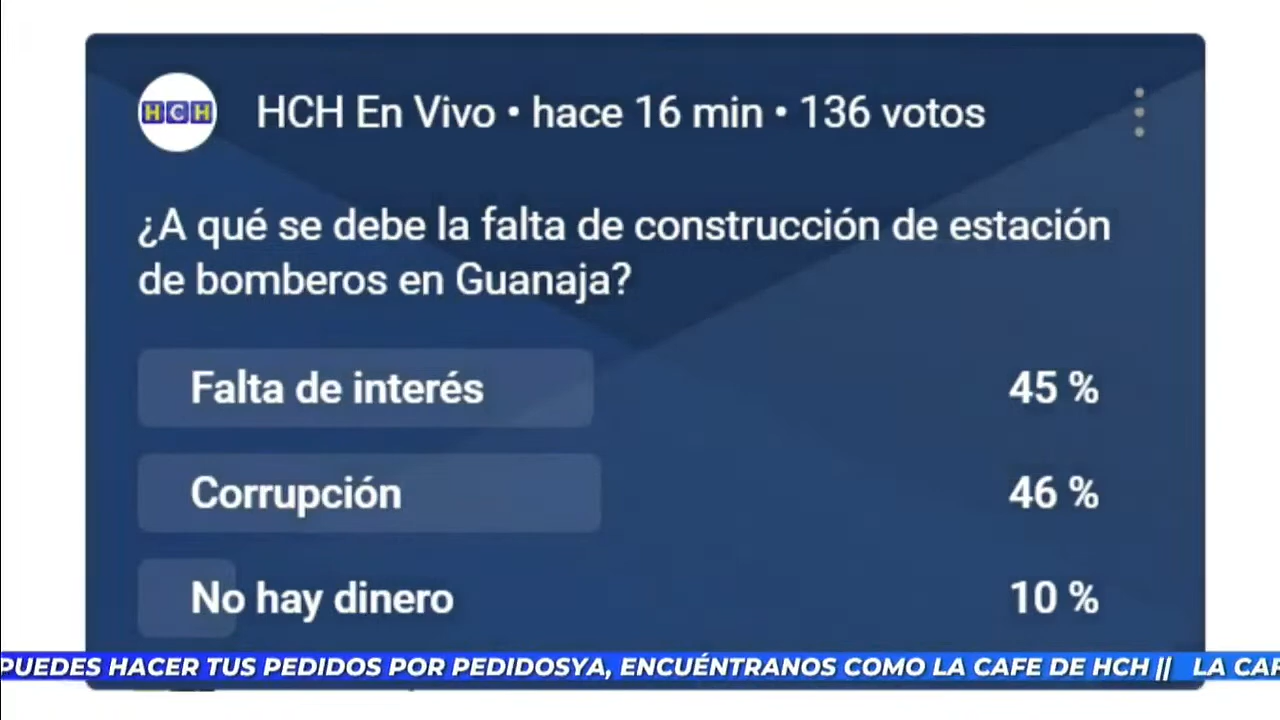 HCH
HCH En Vivo • hace 16 min • 136 votos
¿A qué se debe la falta de construcción de estación
de bomberos en Guanaja?
Falta de interés
45 %
Corrupción
46 %
No hay dinero
10 %
PUEDES HACER TUS PEDIDOS POR PEDIDOSYA, ENCUÉNTRANOS COMO LA CAFE DE HCH || LA CAF